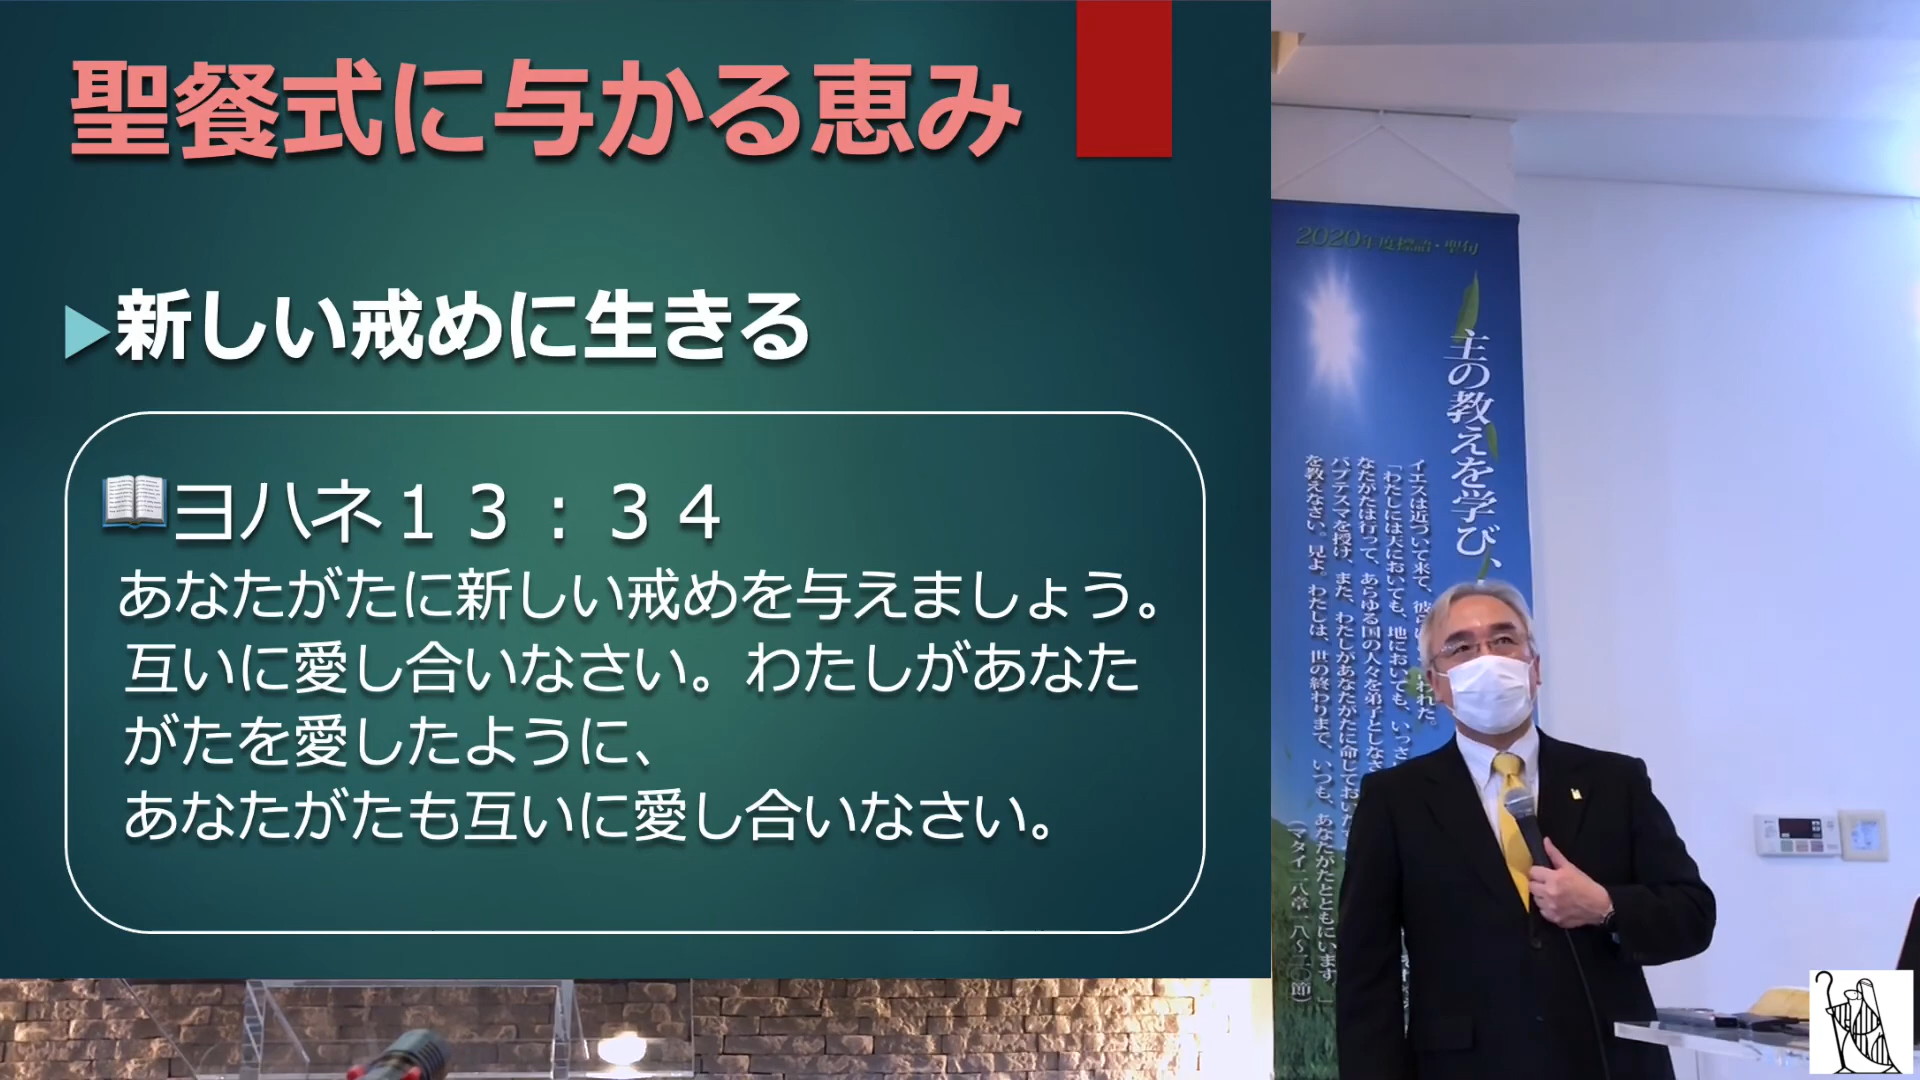 聖餐式に与かる恵み
新しい戒めに生きる
ヨハネ１３：３４
あなたがたに新しい戒めを与えましょう。
互いに愛し合いなさい。わたしがあなた
がたを愛したように、
あなたがたも互いに愛し合いなさい。
2020年度標語・聖句
主の教えを学び、
イエスは近づいて来て、
われた。
「わたしには天においても、地においても、いっさ
なたがたは行って、あらゆる国の人々を弟子としなさ
バプテスマを授け、また、わたしがあなたがたに命じておいた
を教えなさい。見よ。わたしは、世の終わりまで、いつも、あなたがたとともにいます。」
(マタイ二八章一八〜二〇節)